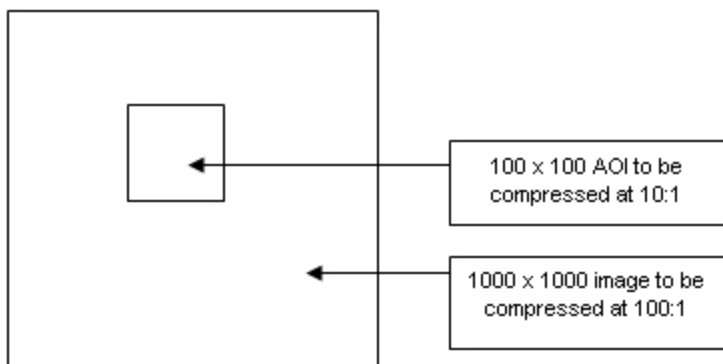 100 x 100 AOI to be
compressed at 10:1
1000 x 1000 image to be
compressed at 100:1